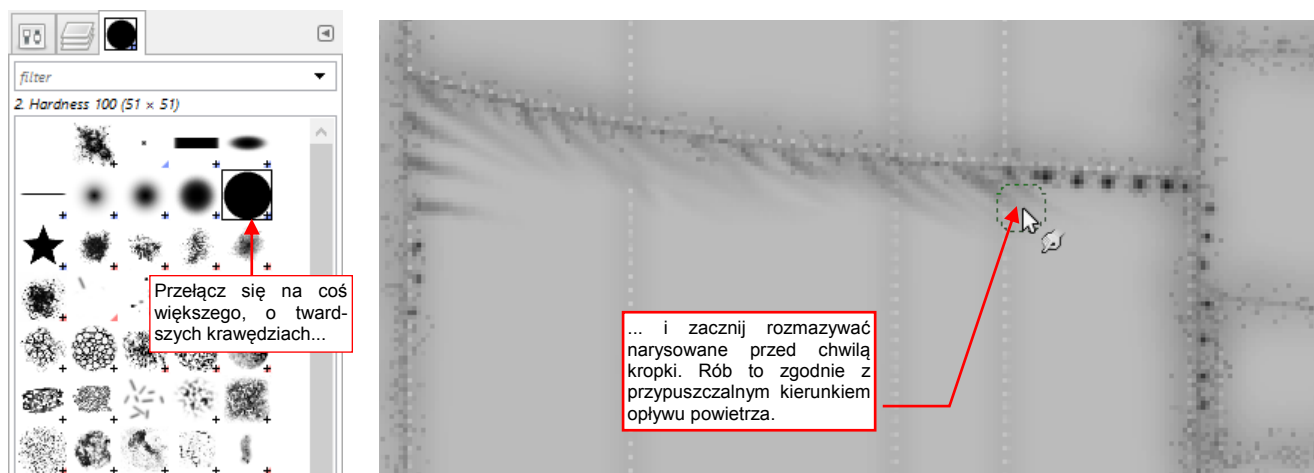 filter
2. Hardness 100 (51 × 51)
Przełącz się na coś
większego, o tward-
szych krawędziach...
... i zacznij rozmazywać
narysowane przed chwilą
kropki. Rób to zgodnie z
przypuszczalnym kierunkiem
opływu powietrza.